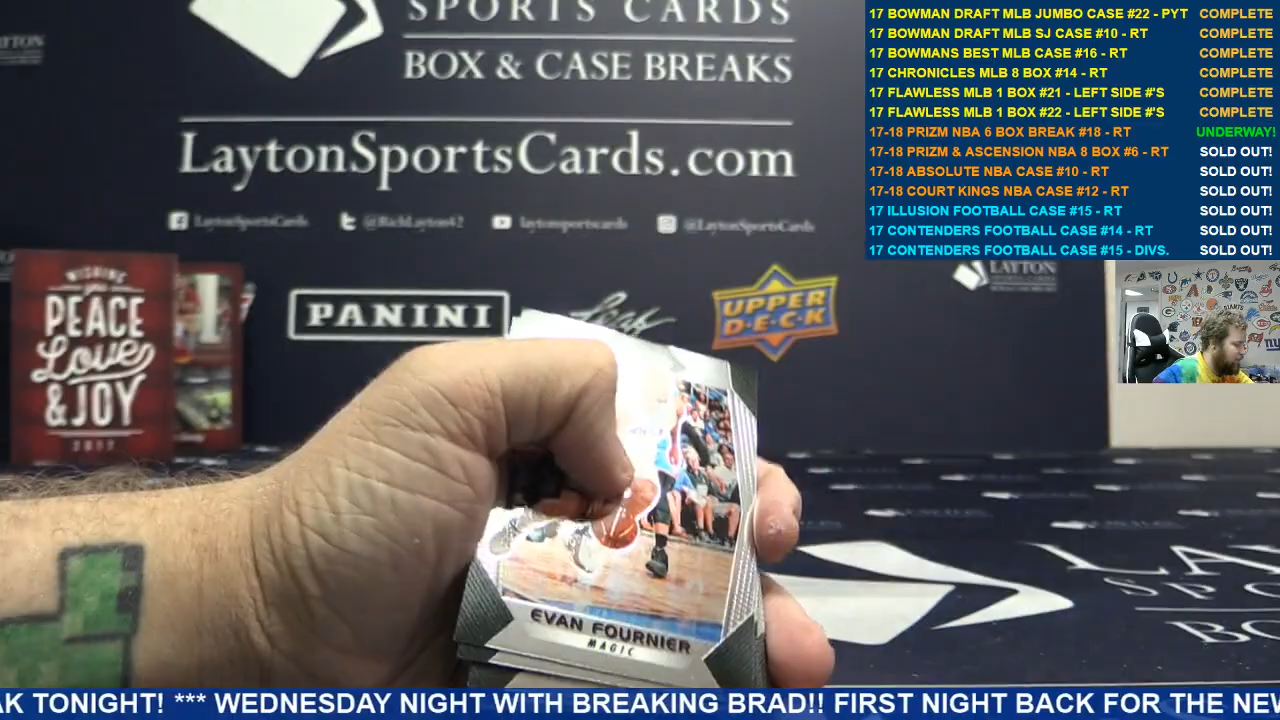 SPORTS CARDS
BOX & CASE BREAKS
LaytonSportsCards.com
LaytonSportsCards
@RichLayton42
laytonsportscards
@LaytonSportsCards
17 BOWMAN DRAFT MLB JUMBO CASE #22 - PYT COMPLETE
17 BOWMAN DRAFT MLB SJ CASE #10 - RT COMPLETE
17 BOWMANS BEST MLB CASE #16 - RT COMPLETE
17 CHRONICLES MLB 8 BOX #14 - RT COMPLETE
17 FLAWLESS MLB 1 BOX #21 - LEFT SIDE #'S COMPLETE
17 FLAWLESS MLB 1 BOX #22 - LEFT SIDE #'S COMPLETE
17-18 PRIZM NBA 6 BOX BREAK #18 - RT UNDERWAY!
17-18 PRIZM & ASCENSION NBA 8 BOX #6 - RT SOLD OUT!
17-18 ABSOLUTE NBA CASE #10 - RT SOLD OUT!
17-18 COURT KINGS NBA CASE #12 - RT SOLD OUT!
17 ILLUSION FOOTBALL CASE #15 - RT SOLD OUT!
17 CONTENDERS FOOTBALL CASE #14 - RT SOLD OUT!
17 CONTENDERS FOOTBALL CASE #15 - DIVS. SOLD OUT!
LAYTON
WISHING
you
PEACE
Love
& JOY
2017
PANINI
Leaf
UPPER
DECK
EVAN FOURNIER
MAGIC
AK TONIGHT! *** WEDNESDAY NIGHT WITH BREAKING BRAD!! FIRST NIGHT BACK FOR THE NEW